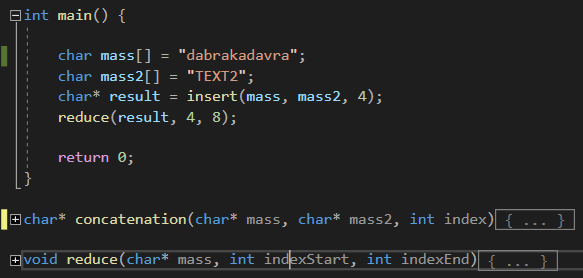 int main() {
char mass[] = "dabrakadavra";
char mass2[] = "TEXT2";
char* result = insert(mass, mass2, 4);
reduce(result, 4, 8);
return 0;
}
char* concatenation(char* mass, char* mass2, int index){ ... }
void reduce(char* mass, int indexStart, int indexEnd){ ... }